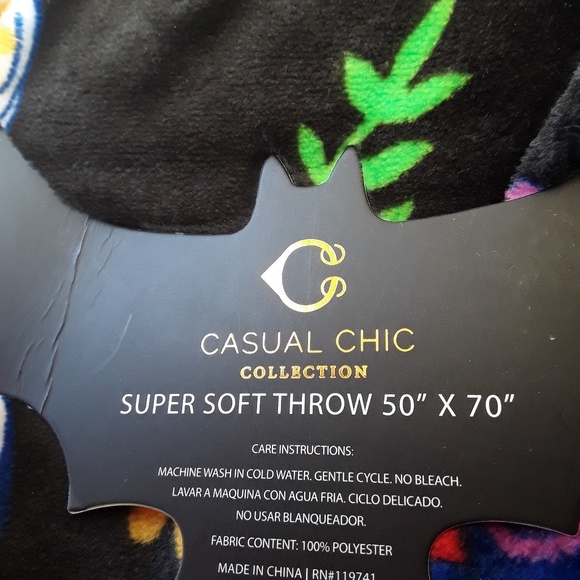 CASUAL CHIC
COLLECTION
SUPER SOFT THROW 50” X 70”
CARE INSTRUCTIONS:
MACHINE WASH IN COLD WATER. GENTLE CYCLE. NO BLEACH.
LAVAR A MAQUINA CON AGUA FRIA. CICLO DELICADO.
NO USAR BLANQUEADOR.
FABRIC CONTENT: 100% POLYESTER
MADE IN CHINA | RN#119741